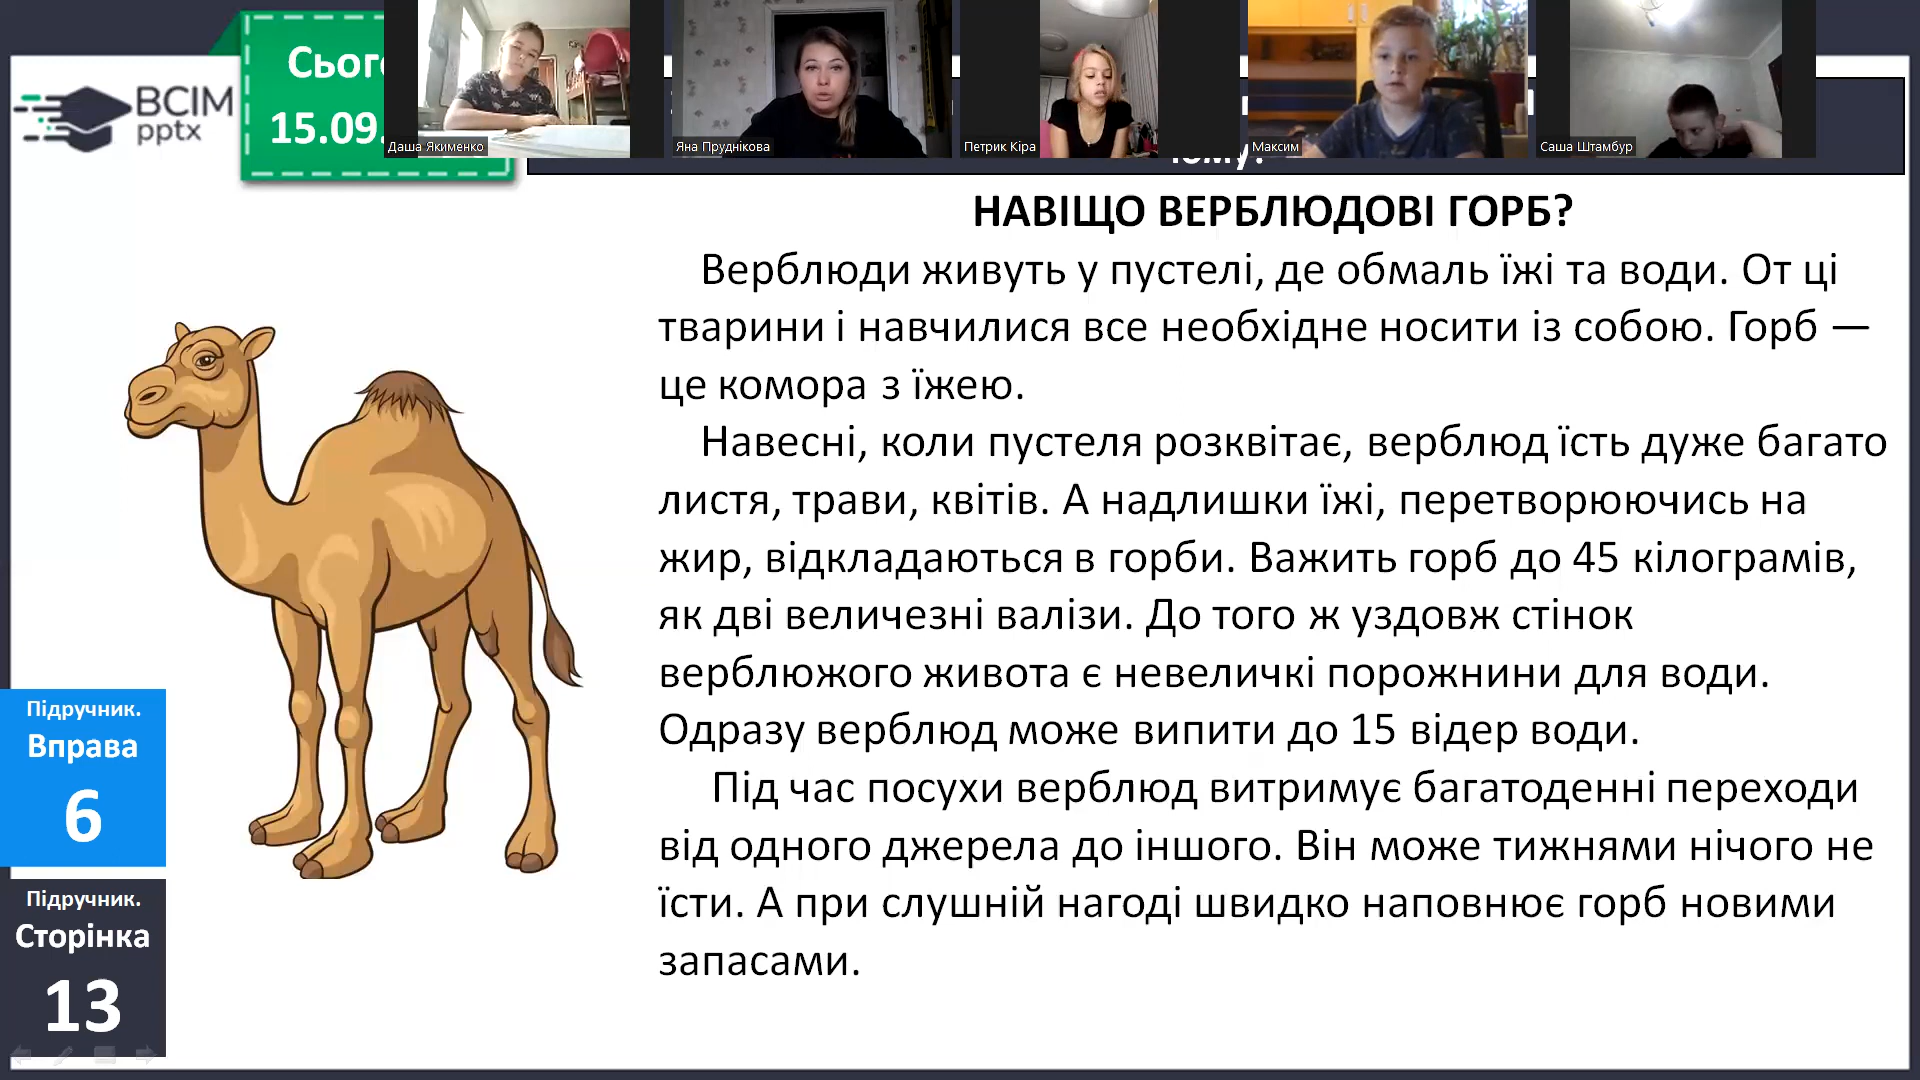 ВСІМ
pptx
15.09.
Даша Якименко
Яна Пруднікова
Петрик Кіра
Максим
Саша Штамбур
НАВІЩО ВЕРБЛЮДОВІ ГОРБ?
Верблюди живуть у пустелі, де обмаль їжі та води. От ці
тварини і навчилися все необхідне носити із собою. Горб —
це комора з їжею.
Навесні, коли пустеля розквітає, верблюд їсть дуже багато
листя, трави, квітів. А надлишки їжі, перетворюючись на
жир, відкладаються в горби. Важить горб до 45 кілограмів,
як дві величезні валізи. До того ж уздовж стінок
верблюжого живота є невеличкі порожнини для води.
Одразу верблюд може випити до 15 відер води.
Під час посухи верблюд витримує багатоденні переходи
від одного джерела до іншого. Він може тижнями нічого не
їсти. А при слушній нагоді швидко наповнює горб новими
запасами.
Підручник.
Вправа
6
Підручник.
Сторінка
13